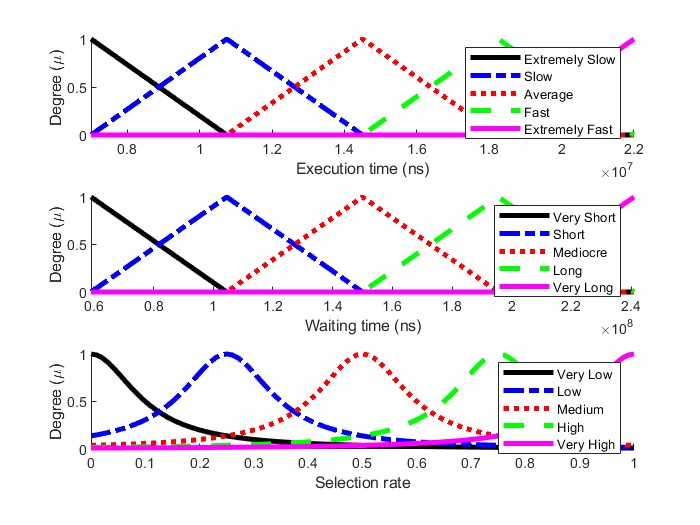 1
0.5
0
Degree (μ)
Extremely Slow
Slow
Average
Fast
Extremely Fast
0.8 1 1.2 1.4 1.6 1.8 2 2.2
Execution time (ns)
×10^7
1
0.5
0
Degree (μ)
Very Short
Short
Mediocre
Long
Very Long
0.6 0.8 1 1.2 1.4 1.6 1.8 2 2.2 2.4
Waiting time (ns)
×10^8
1
0.5
0
Degree (μ)
Very Low
Low
Medium
High
Very High
0 0.1 0.2 0.3 0.4 0.5 0.6 0.7 0.8 0.9 1
Selection rate